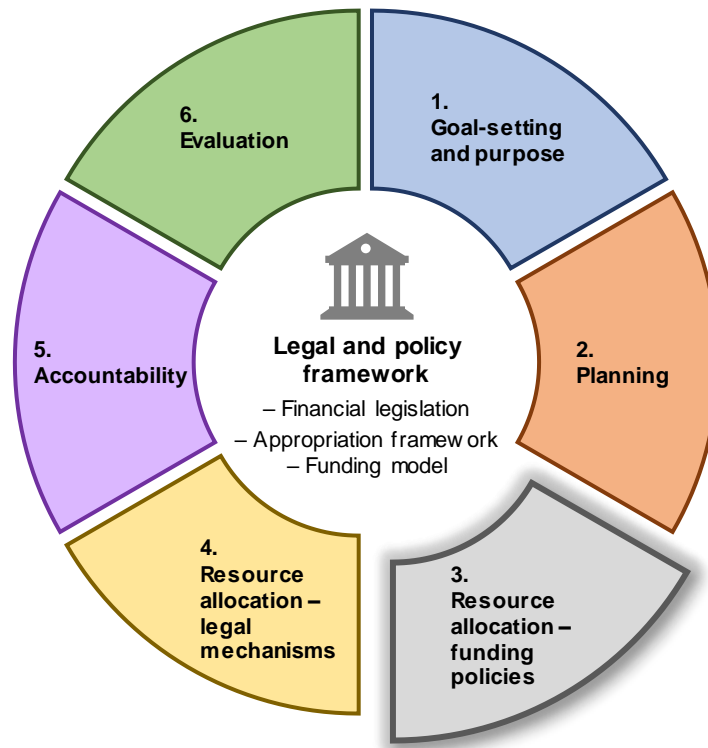 1.
Goal-setting
and purpose
2.
Planning
3.
Resource
allocation –
funding
policies
4.
Resource
allocation –
legal
mechanisms
5.
Accountability
6.
Evaluation
Legal and policy
framework
– Financial legislation
– Appropriation framework
– Funding model